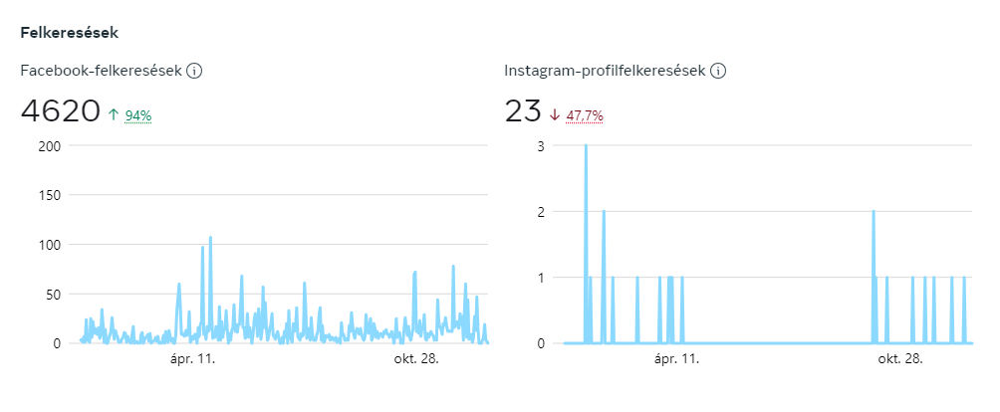 Felkeresések
Facebook-felkeresések
4620 ↑ 94%
200
150
100
50
0
ápr. 11.
okt. 28.
Instagram-profilfelkeresések
23 ↓ 47,7%
3
2
1
0
ápr. 11.
okt. 28.